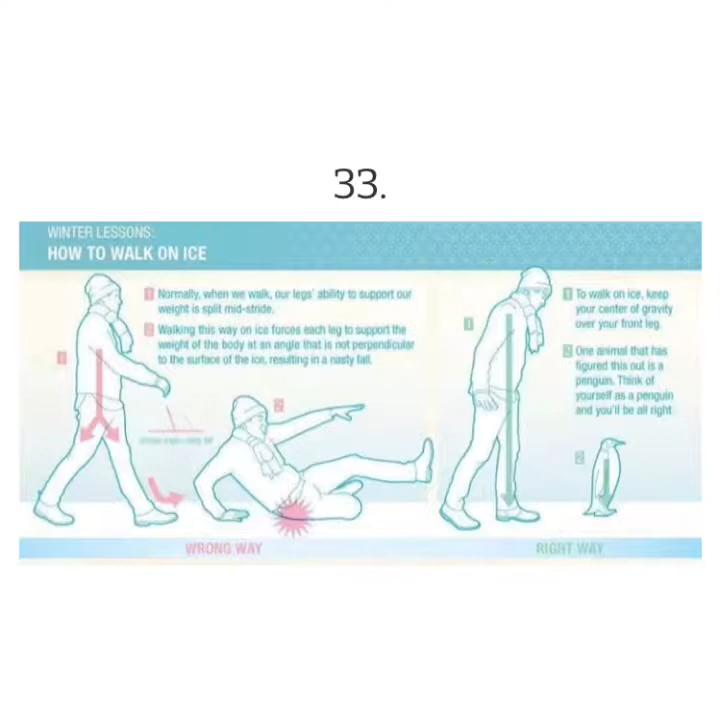 33.
WINTER LESSONS:
HOW TO WALK ON ICE
1 Normally, when we walk, our legs' ability to support our
weight is split mid-stride.
2 Walking this way on ice forces each leg to support the
weight of the body at an angle that is not perpendicular
to the surface of the ice, resulting in a nasty fall.
1
2
WRONG WAY
1 To walk on ice, keep
your center of gravity
over your front leg.
2 One animal that has
figured this out is a
penguin. Think of
yourself as a penguin
and you'll be all right
1
2
RIGHT WAY